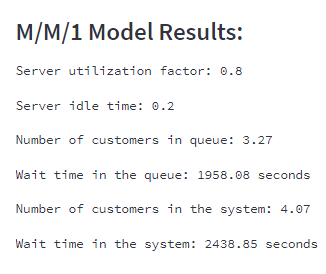 M/M/1 Model Results:
Server utilization factor: 0.8
Server idle time: 0.2
Number of customers in queue: 3.27
Wait time in the queue: 1958.08 seconds
Number of customers in the system: 4.07
Wait time in the system: 2438.85 seconds